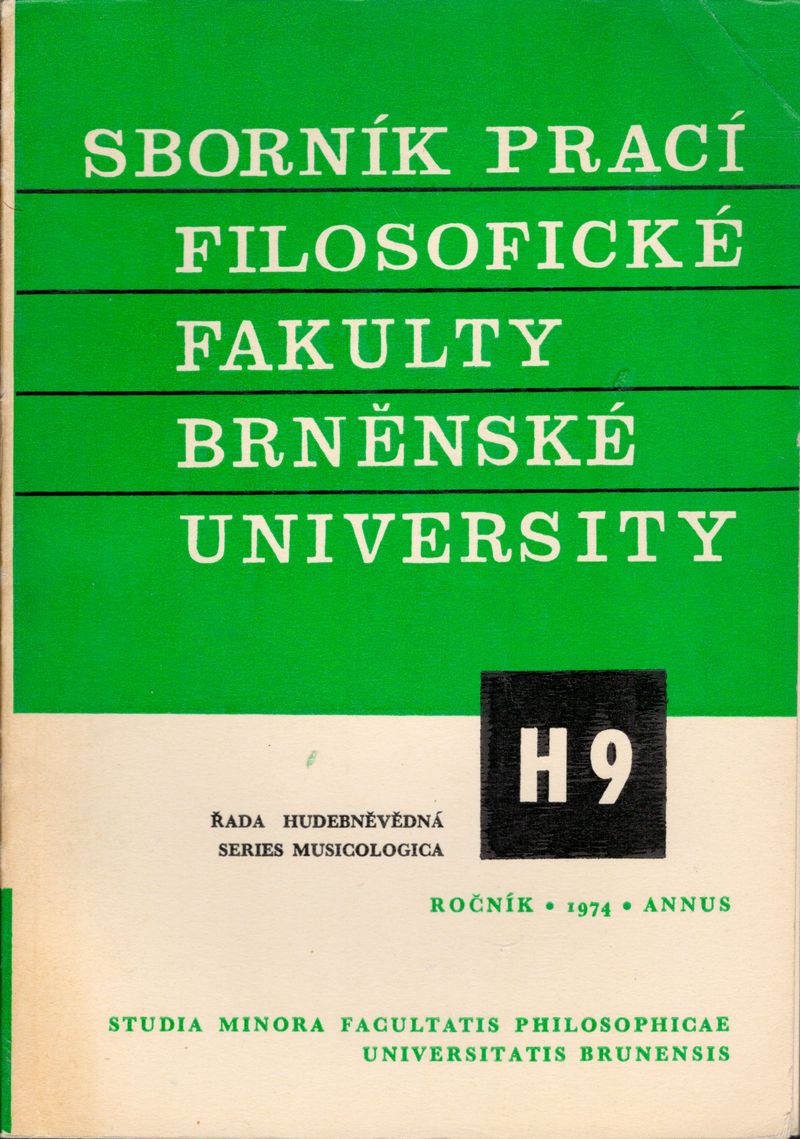 SBORNÍK PRACÍ
FILOSOFICKÉ
FAKULTY
BRNĚNSKÉ
UNIVERSITY
H 9
ŘADA HUDEBNĚVĚDNÁ
SERIES MUSICOLOGICA
ROČNÍK • 1974 • ANNUS
STUDIA MINORA FACULTATIS PHILOSOPHICAE
UNIVERSITATIS BRUNENSIS